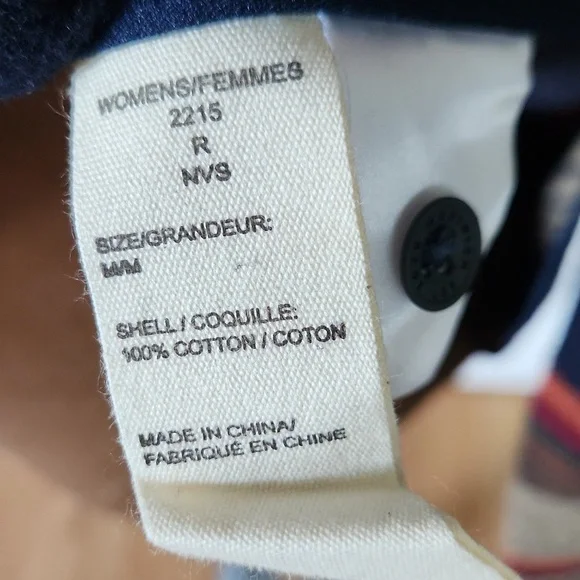 WOMENS/FEMMES
2215
R
NVS
SIZE/GRANDEUR:
M/M
SHELL / COQUILLE:
100% COTTON / COTON
MADE IN CHINA/
FABRIQUÉ EN CHINE